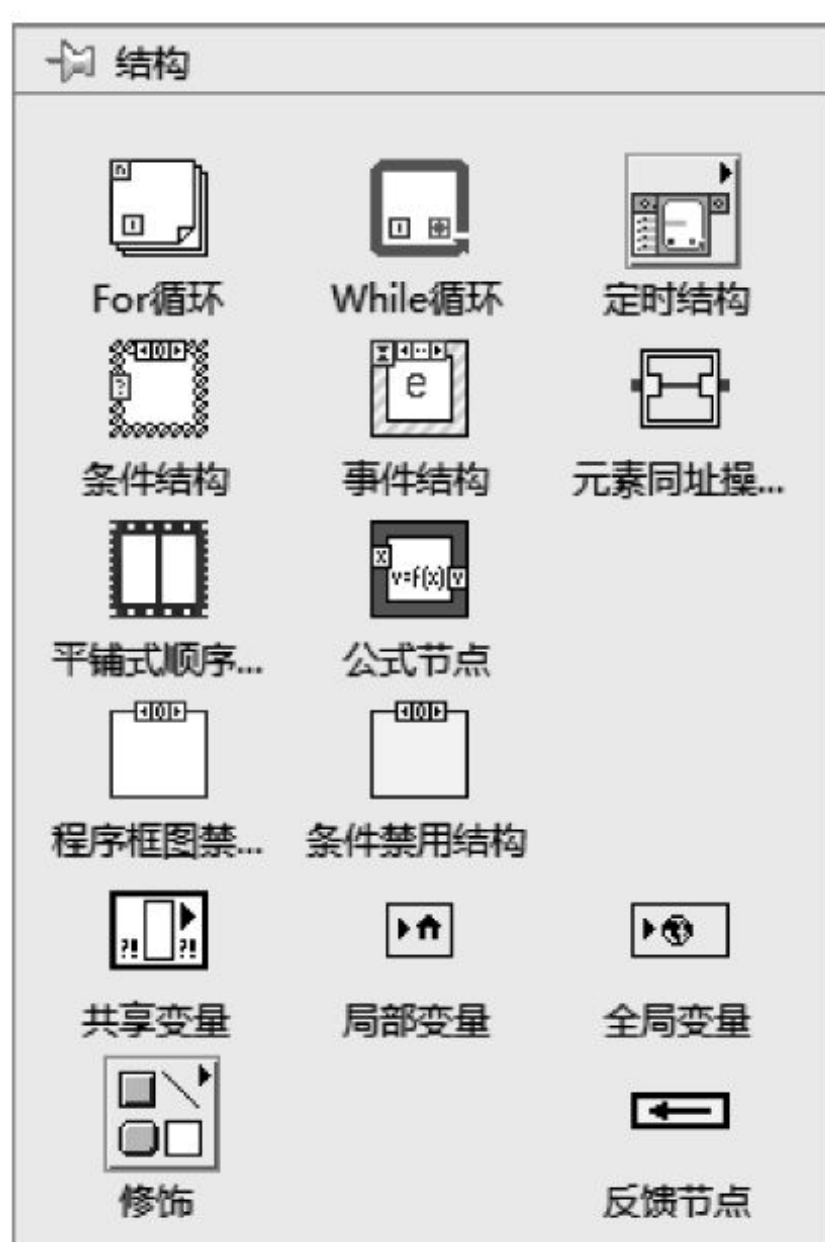 结构
For循环 While循环 定时结构
条件结构 事件结构 元素同址操...
平铺式顺序... 公式节点
程序框图禁... 条件禁用结构
共享变量 局部变量 全局变量
修饰 反馈节点